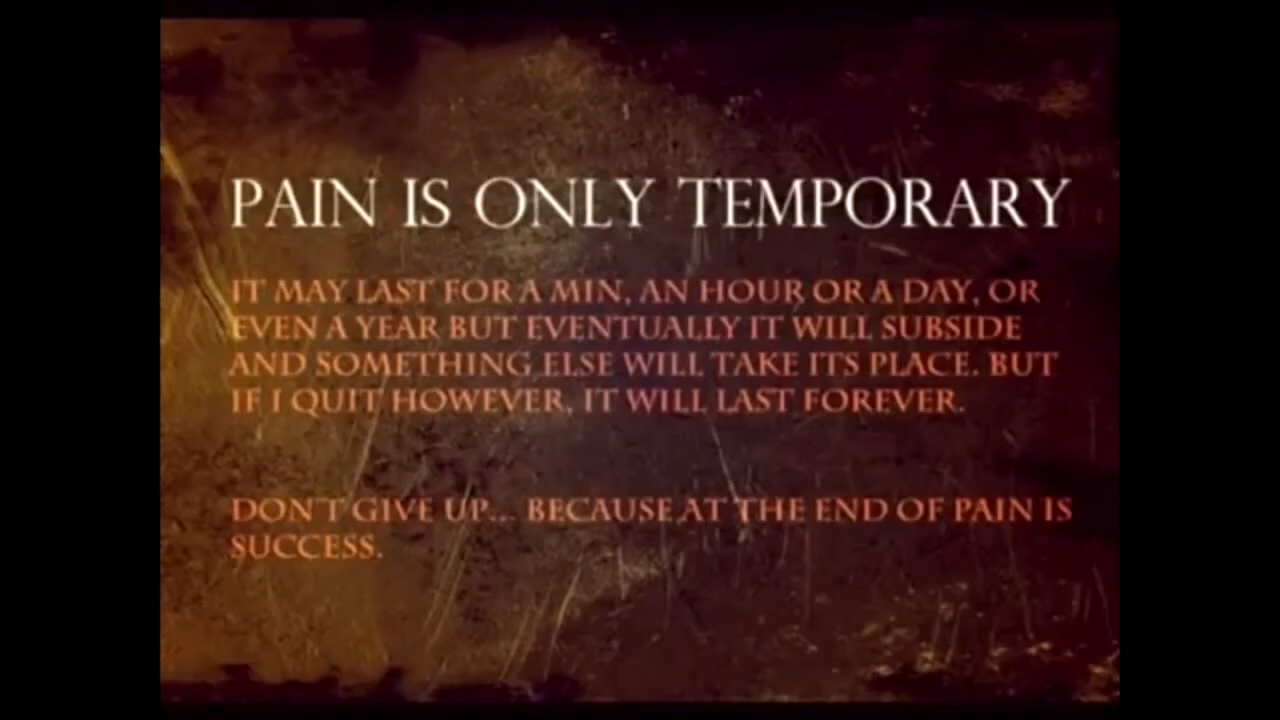 PAIN IS ONLY TEMPORARY
IT MAY LAST FOR A MIN, AN HOUR OR A DAY, OR
EVEN A YEAR BUT EVENTUALLY IT WILL SUBSIDE
AND SOMETHING ELSE WILL TAKE ITS PLACE. BUT
IF I QUIT HOWEVER, IT WILL LAST FOREVER.
DON'T GIVE UP... BECAUSE AT THE END OF PAIN IS
SUCCESS.